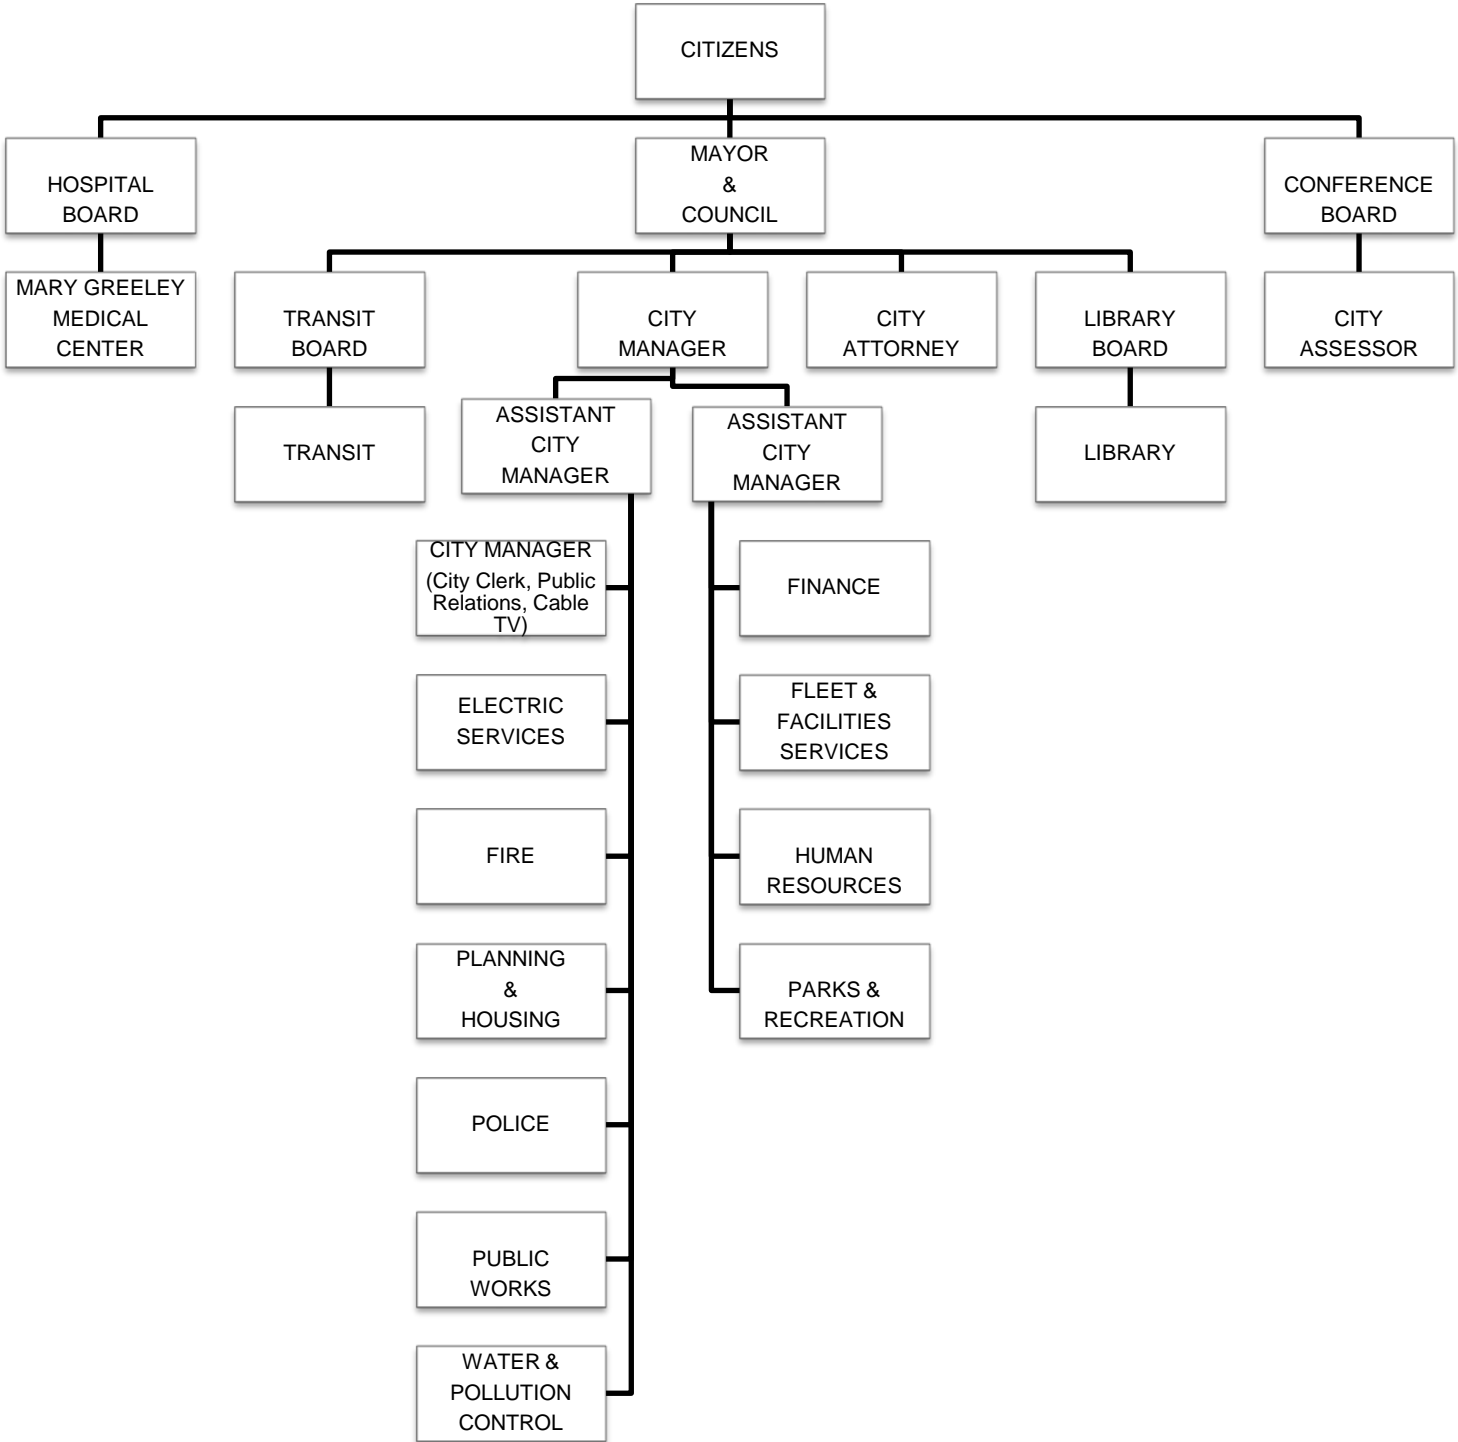 CITIZENS
HOSPITAL
BOARD
MAYOR
&
COUNCIL
CONFERENCE
BOARD
MARY GREELEY
MEDICAL
CENTER
TRANSIT
BOARD
CITY
MANAGER
CITY
ATTORNEY
LIBRARY
BOARD
CITY
ASSESSOR
TRANSIT
ASSISTANT
CITY
MANAGER
ASSISTANT
CITY
MANAGER
LIBRARY
CITY MANAGER
(City Clerk, Public
Relations, Cable
TV)
FINANCE
ELECTRIC
SERVICES
FLEET &
FACILITIES
SERVICES
FIRE
HUMAN
RESOURCES
PLANNING
&
HOUSING
PARKS &
RECREATION
POLICE
PUBLIC
WORKS
WATER &
POLLUTION
CONTROL